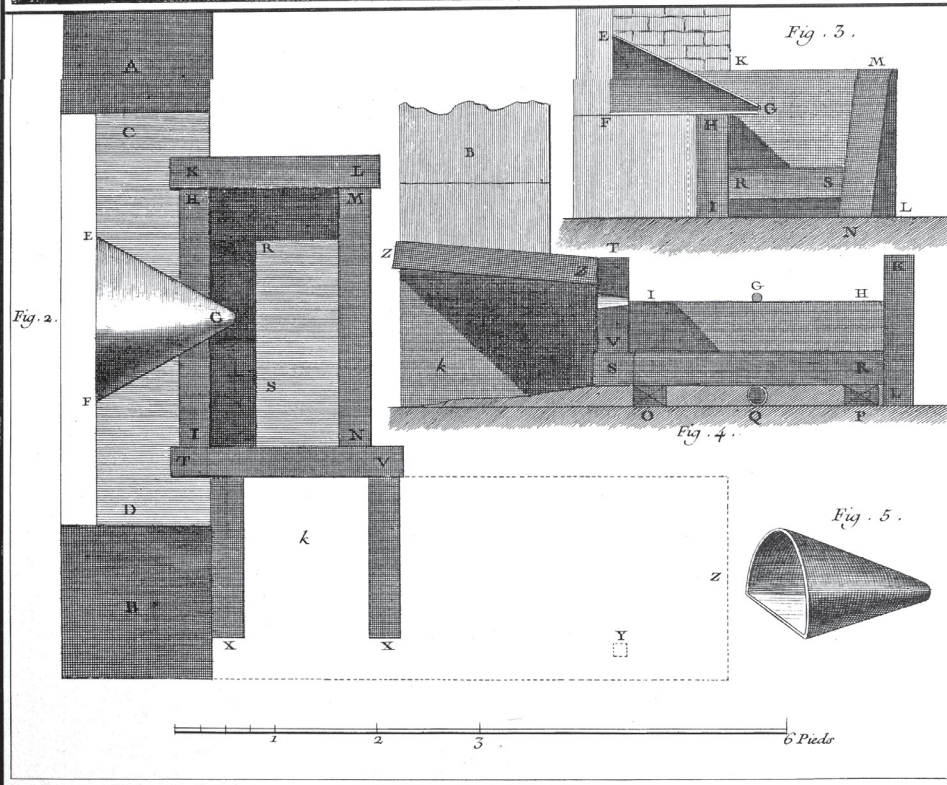 Fig. 2.
A
C
K L
H M
E
R
G
F
S
I N
T V
D
B
k
X X
Z
Y
Fig. 3.
E
K M
G
F H
R S
I L
N
B
Z
Z T
G
I H K
k V
S R
L
O Q P
Fig. 4.
Fig. 5.
1 2 3 6 Pieds